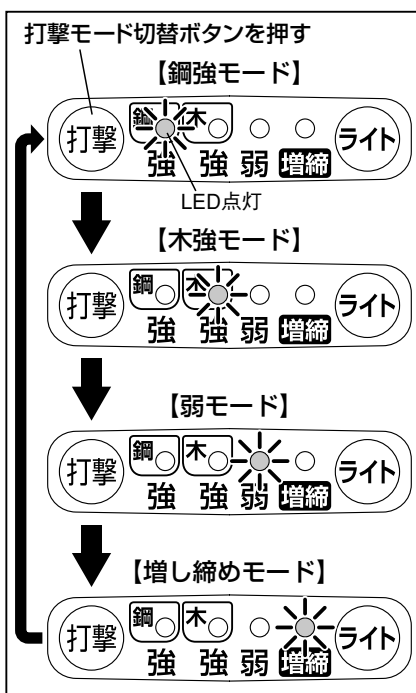 打撃モード切替ボタンを押す
【鋼強モード】
打撃 鋼 木 ライト
強 強 弱 増締
LED点灯
【木強モード】
打撃 鋼 木 ライト
強 強 弱 増締
【弱モード】
打撃 鋼 木 ライト
強 強 弱 増締
【増し締めモード】
打撃 鋼 木 ライト
強 強 弱 増締